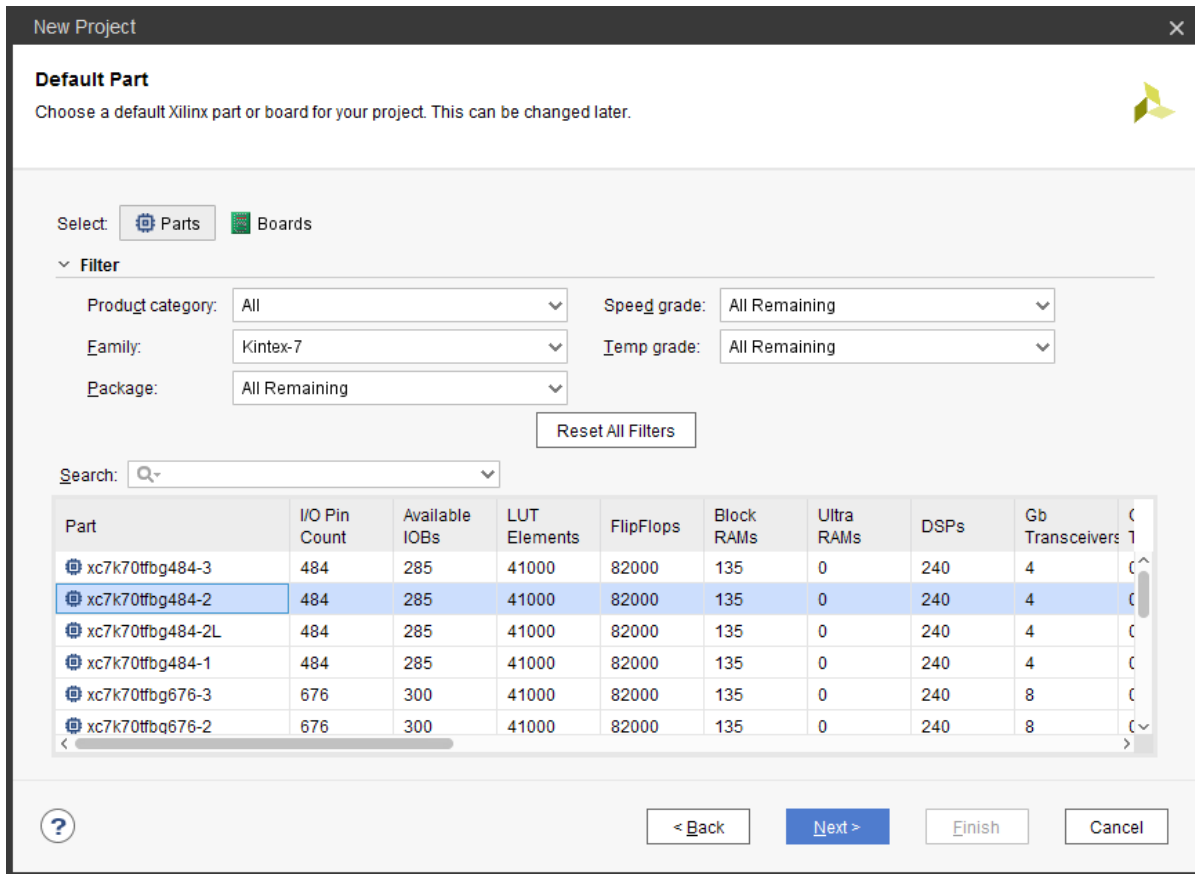 New Project
Default Part
Choose a default Xilinx part or board for your project. This can be changed later.
Select: Parts Boards
Filter
Product category: All Speed grade: All Remaining
Family: Kintex-7 Temp grade: All Remaining
Package: All Remaining
Reset All Filters
Search:
Part I/O Pin Count Available IOBs LUT Elements FlipFlops Block RAMs Ultra RAMs DSPs Gb Transceivers
xc7k70tfbg484-3 484 285 41000 82000 135 0 240 4
xc7k70tfbg484-2 484 285 41000 82000 135 0 240 4
xc7k70tfbg484-2L 484 285 41000 82000 135 0 240 4
xc7k70tfbg484-1 484 285 41000 82000 135 0 240 4
xc7k70tfbg676-3 676 300 41000 82000 135 0 240 8
xc7k70tfbg676-2 676 300 41000 82000 135 0 240 8
? < Back Next > Finish Cancel